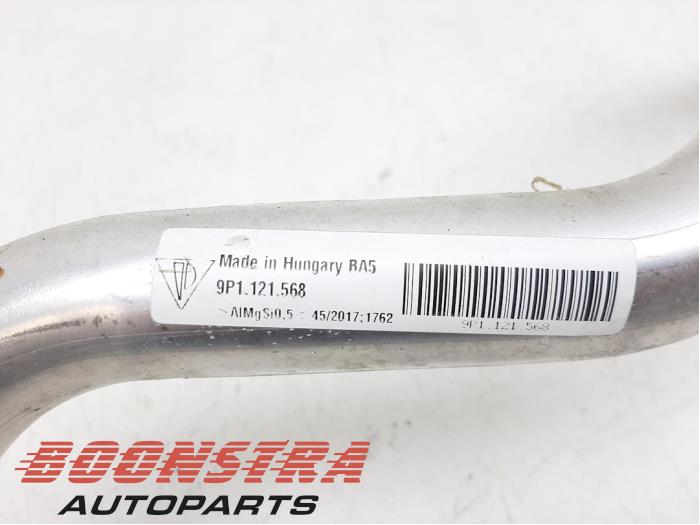 Made in Hungary BA5
9P1.121.568
>AlMgSi0,5< 45/2017;1762
9P1.121.568
BOONSTRA
AUTOPARTS